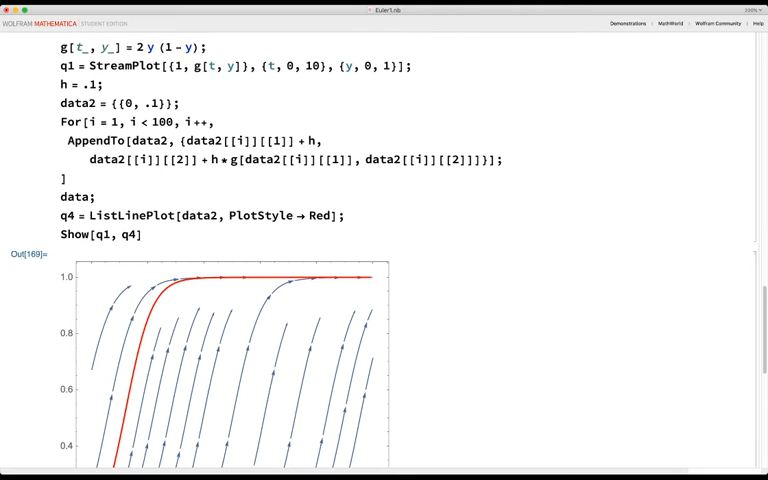 Euler1.nb
200%
WOLFRAM MATHEMATICA | STUDENT EDITION
Demonstrations | MathWorld | Wolfram Community | Help
g[t_, y_] = 2 y (1 - y);
q1 = StreamPlot[{1, g[t, y]}, {t, 0, 10}, {y, 0, 1}];
h = .1;
data2 = {{0, .1}};
For[i = 1, i < 100, i++,
AppendTo[data2, {data2[[i]][[1]] + h,
data2[[i]][[2]] + h * g[data2[[i]][[1]], data2[[i]][[2]]]}];
]
data;
q4 = ListLinePlot[data2, PlotStyle → Red];
Show[q1, q4]
Out[169]=
1.0
0.8
0.6
0.4